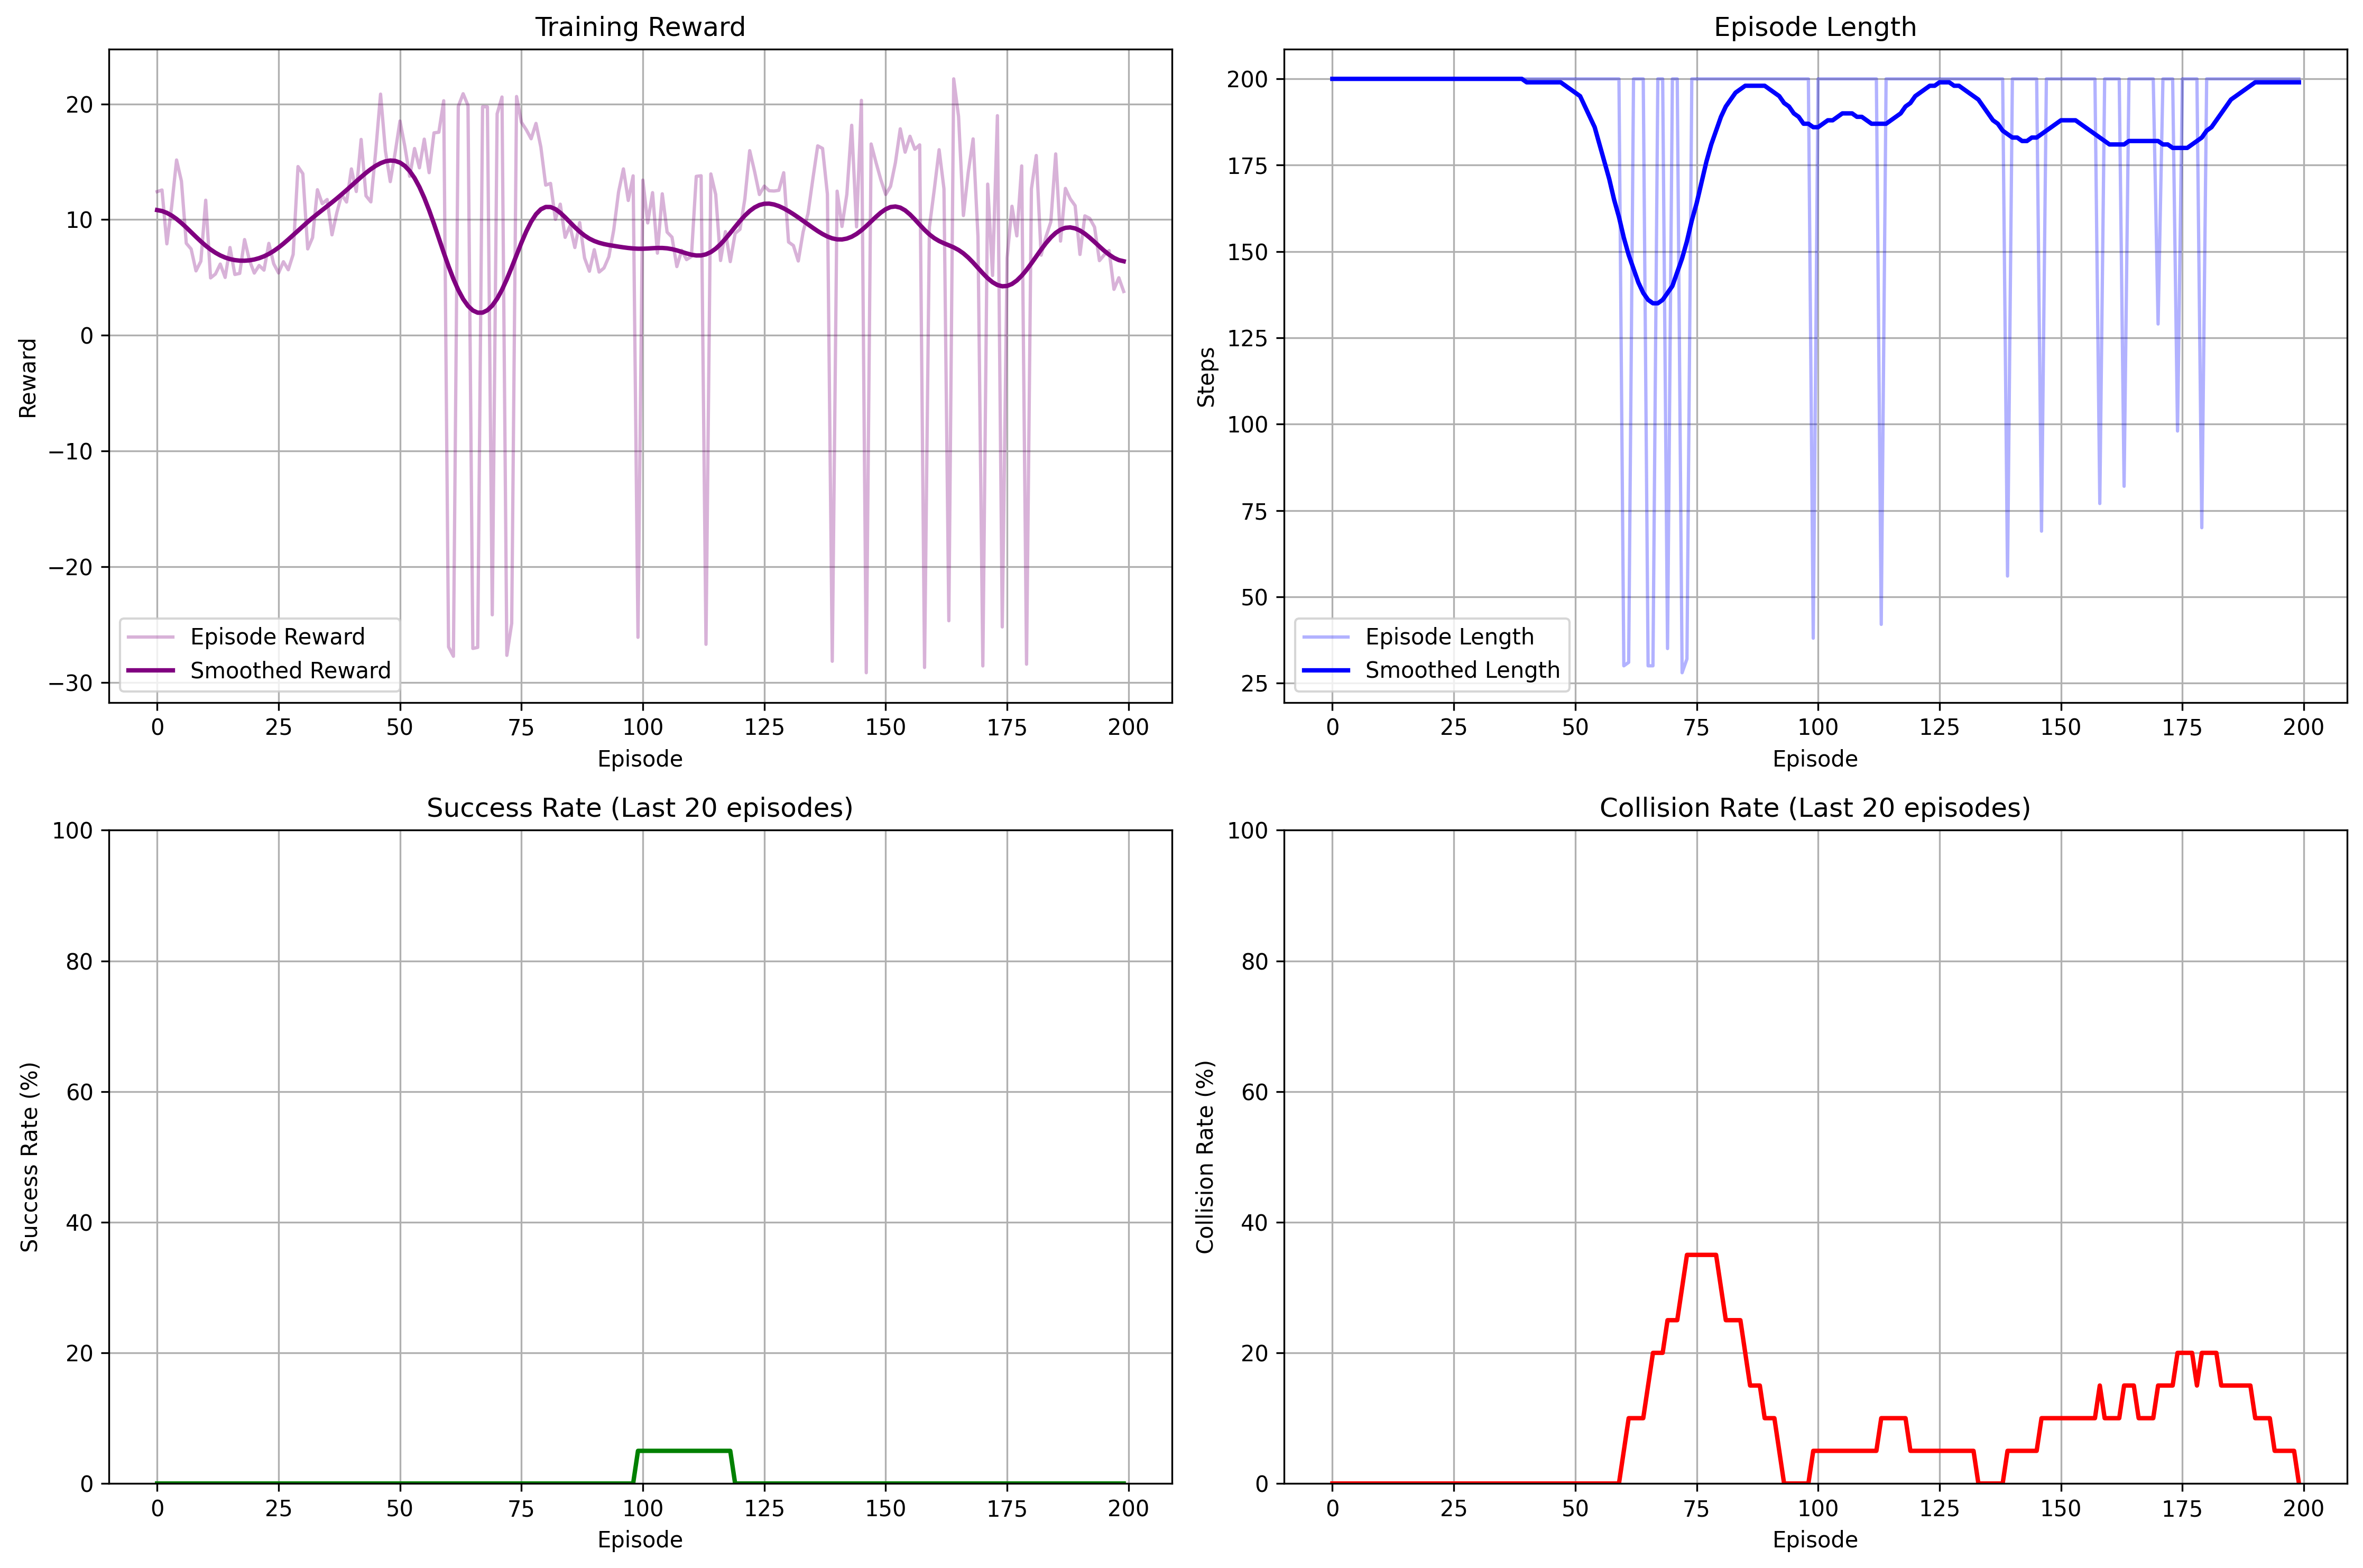 Training Reward
Reward
20
10
0
−10
−20
−30
Episode Reward
Smoothed Reward
0 25 50 75 100 125 150 175 200
Episode
Episode Length
Steps
200
175
150
125
100
75
50
25
Episode Length
Smoothed Length
0 25 50 75 100 125 150 175 200
Episode
Success Rate (Last 20 episodes)
Success Rate (%)
100
80
60
40
20
0
0 25 50 75 100 125 150 175 200
Episode
Collision Rate (Last 20 episodes)
Collision Rate (%)
100
80
60
40
20
0
0 25 50 75 100 125 150 175 200
Episode